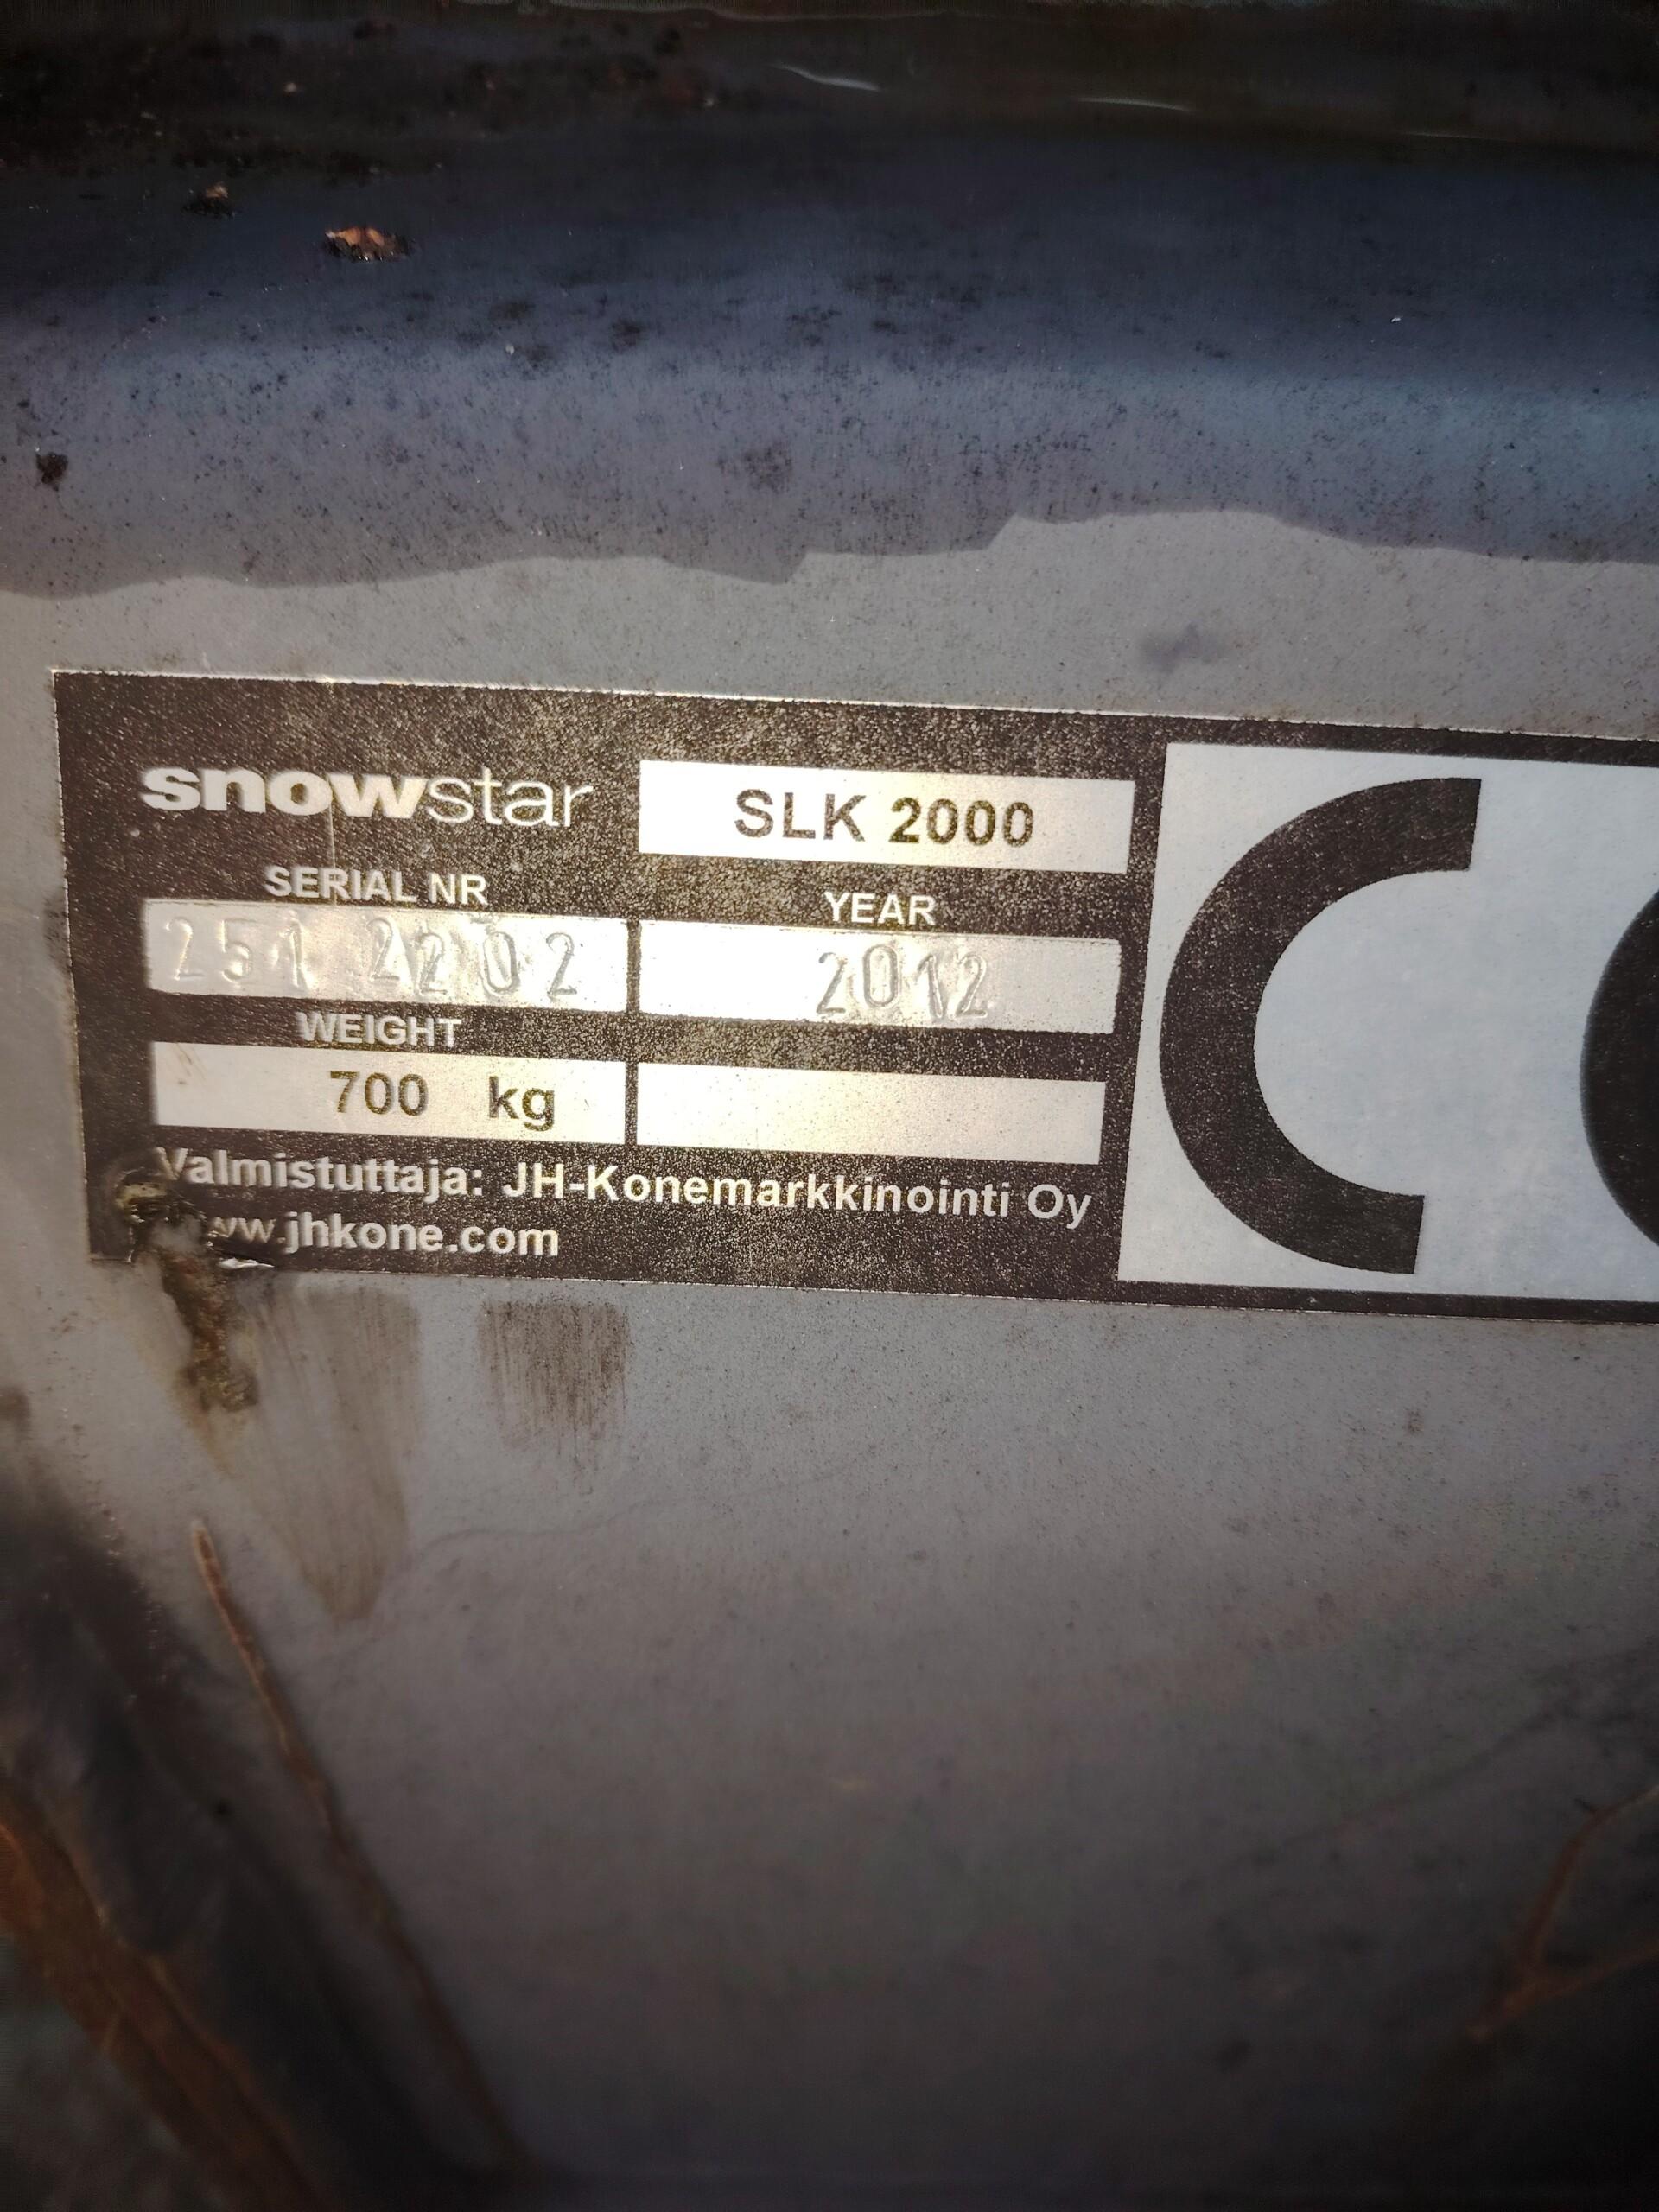 snowstar SLK 2000
SERIAL NR YEAR
251 2202 2012
WEIGHT
700 kg
Valmistuttaja: JH-Konemarkkinointi Oy
www.jhkone.com
CE